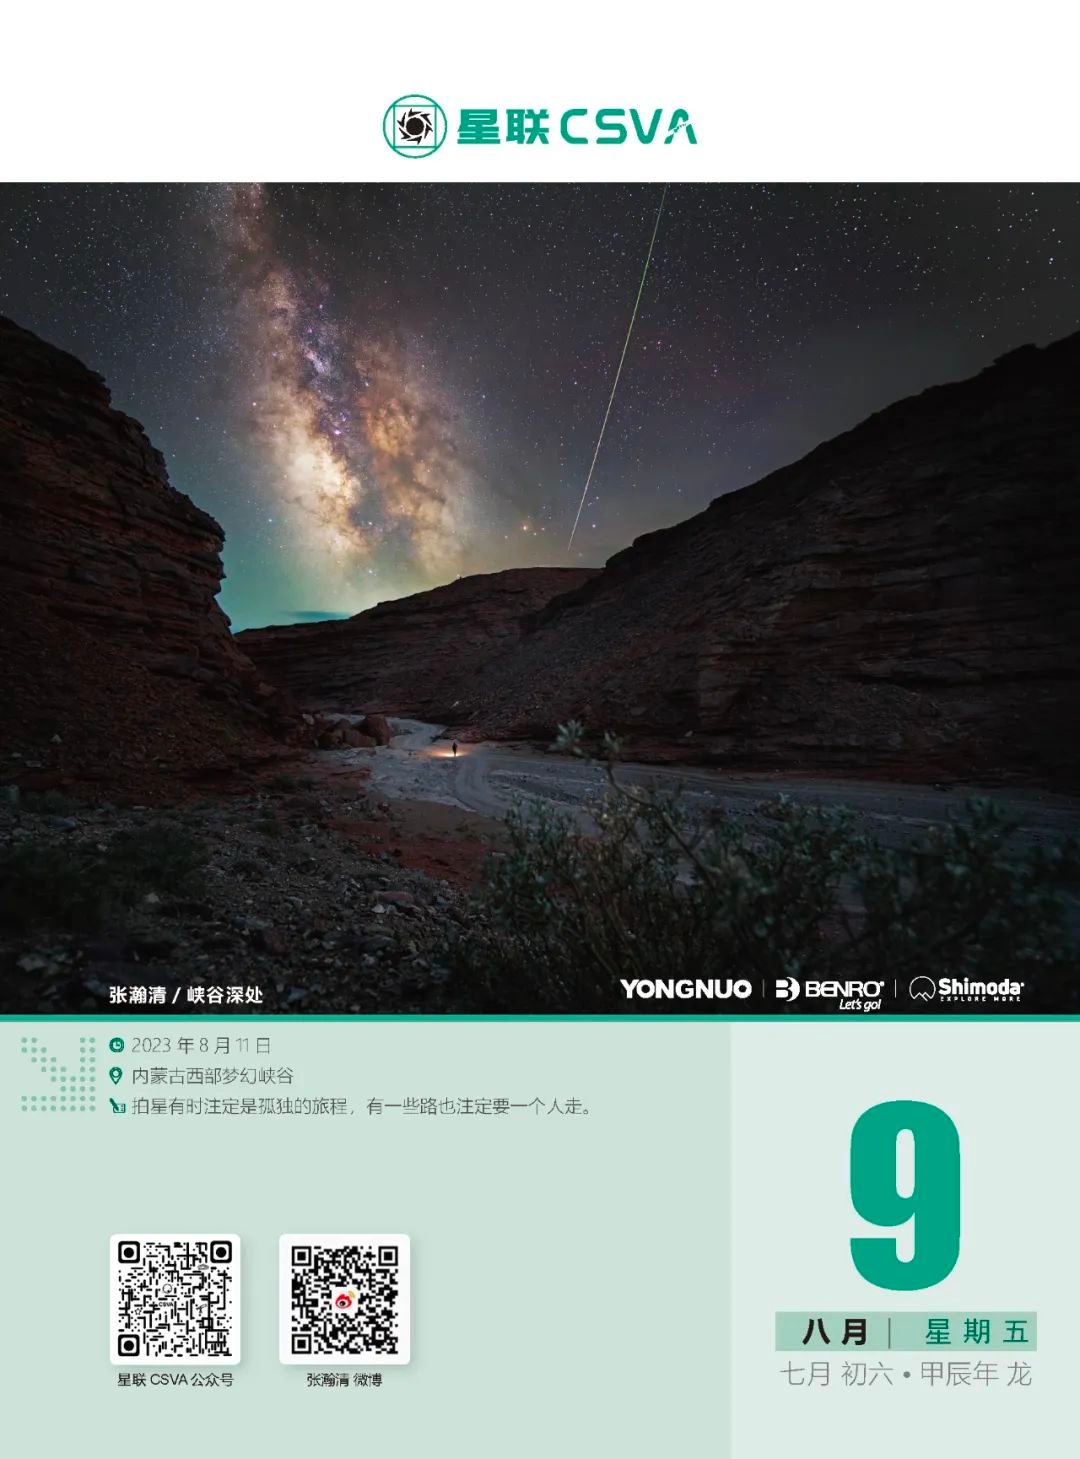 星联CSVA
张瀚清 / 峡谷深处
YONGNUO | BENRO Let's go! | Shimoda EXPLORE MORE
2023 年 8 月 11 日
内蒙古西部梦幻峡谷
拍星有时注定是孤独的旅程，有一些路也注定要一个人走。
9
八月 | 星期五
七月 初六 • 甲辰年 龙
CSVA
星联 CSVA 公众号
张瀚清 微博